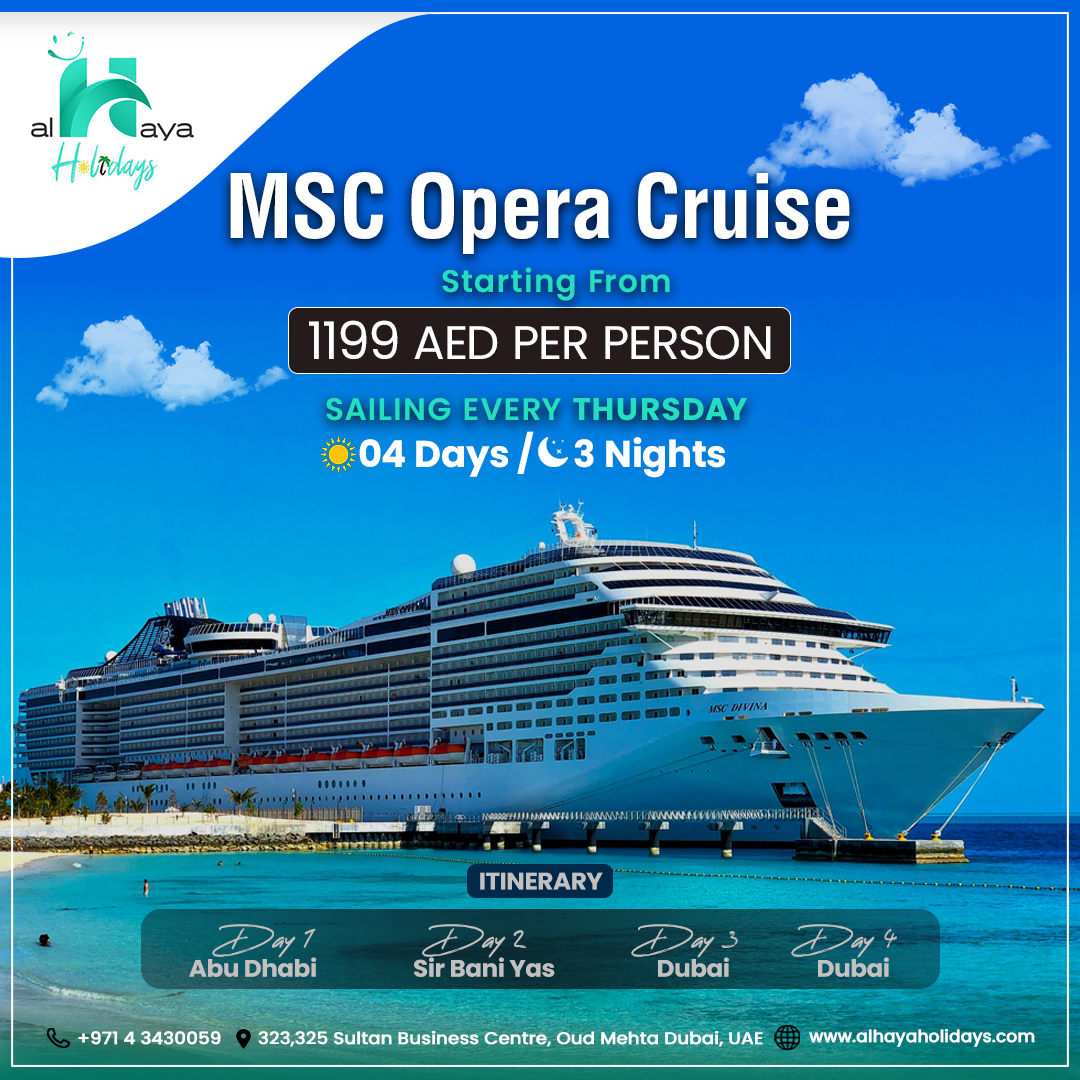 al Haya
Holidays
MSC Opera Cruise
Starting From
1199 AED PER PERSON
SAILING EVERY THURSDAY
04 Days / 3 Nights
MSC DIVINA
ITINERARY
Day 1 Day 2 Day 3 Day 4
Abu Dhabi Sir Bani Yas Dubai Dubai
+971 4 3430059 323,325 Sultan Business Centre, Oud Mehta Dubai, UAE www.alhayaholidays.com